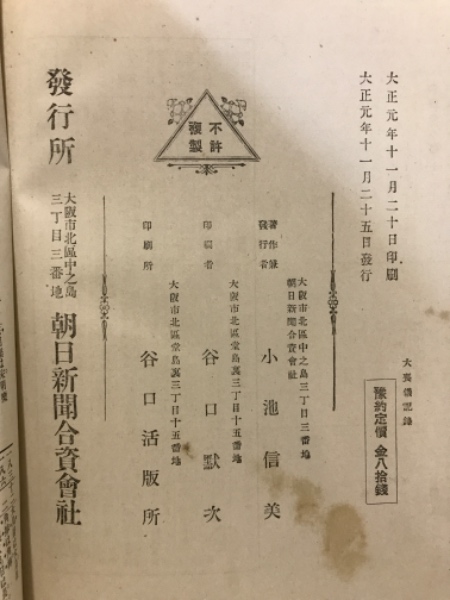 大正元年十一月二十日印刷
大正元年十一月二十五日發行
大喪儀記錄
豫約定價 金八拾錢
不許
複製
著作兼
發行者
大阪市北區中之島三丁目三番地
朝日新聞合資會社
小池信美
印刷者
大阪市北區堂島裏三丁目十五番地
谷口默次
印刷所
大阪市北區堂島裏三丁目十五番地
谷口活版所
發行所
大阪市北區中之島
三丁目三番地
朝日新聞合資會社